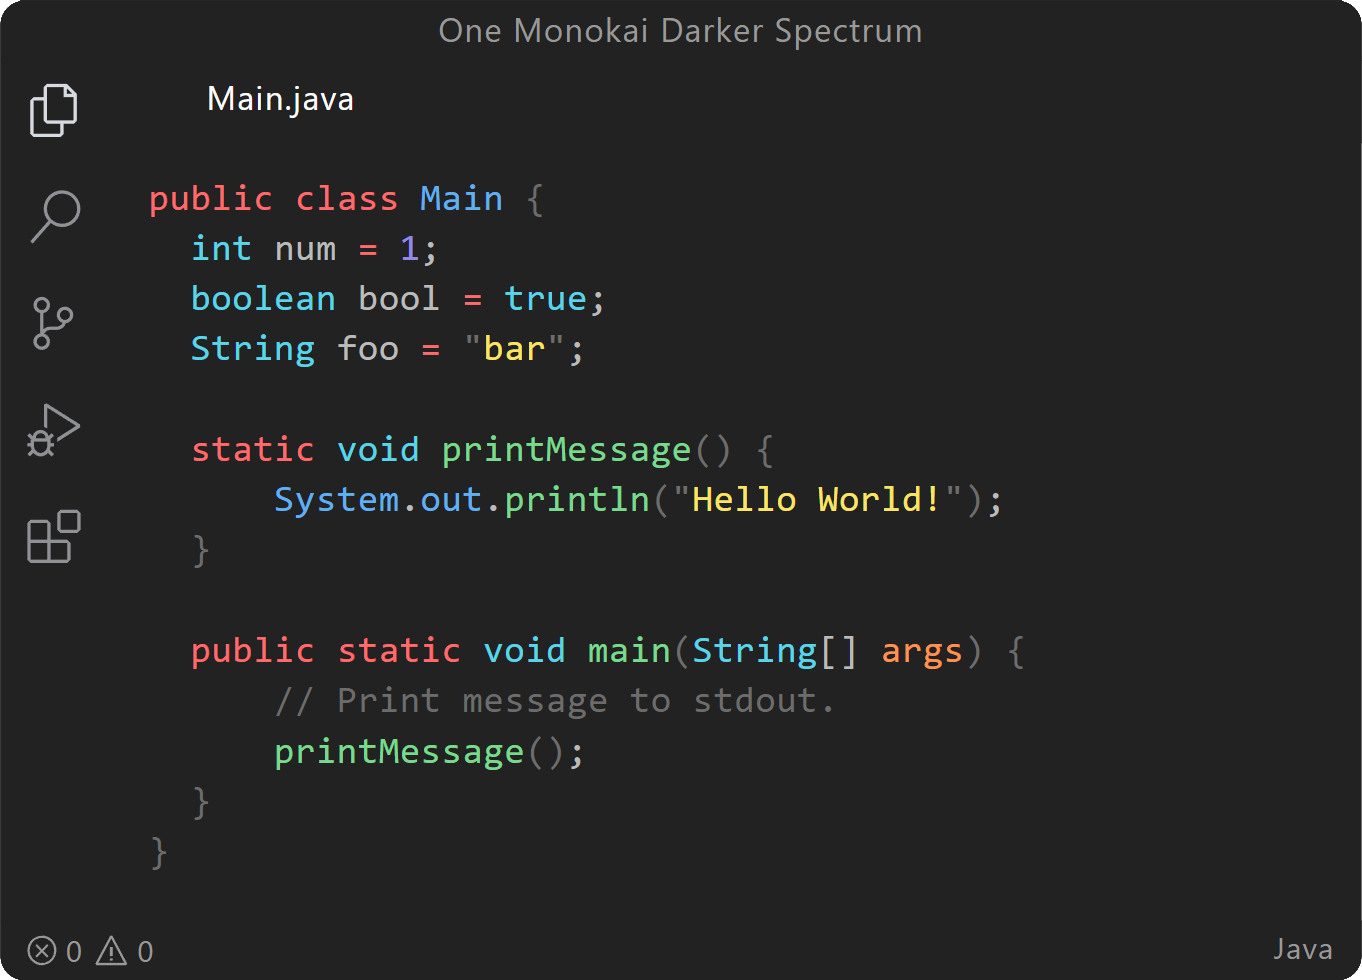 One Monokai Darker Spectrum
Main.java
public class Main {
  int num = 1;
  boolean bool = true;
  String foo = "bar";

  static void printMessage() {
      System.out.println("Hello World!");
  }

  public static void main(String[] args) {
      // Print message to stdout.
      printMessage();
  }
}
0 0
Java